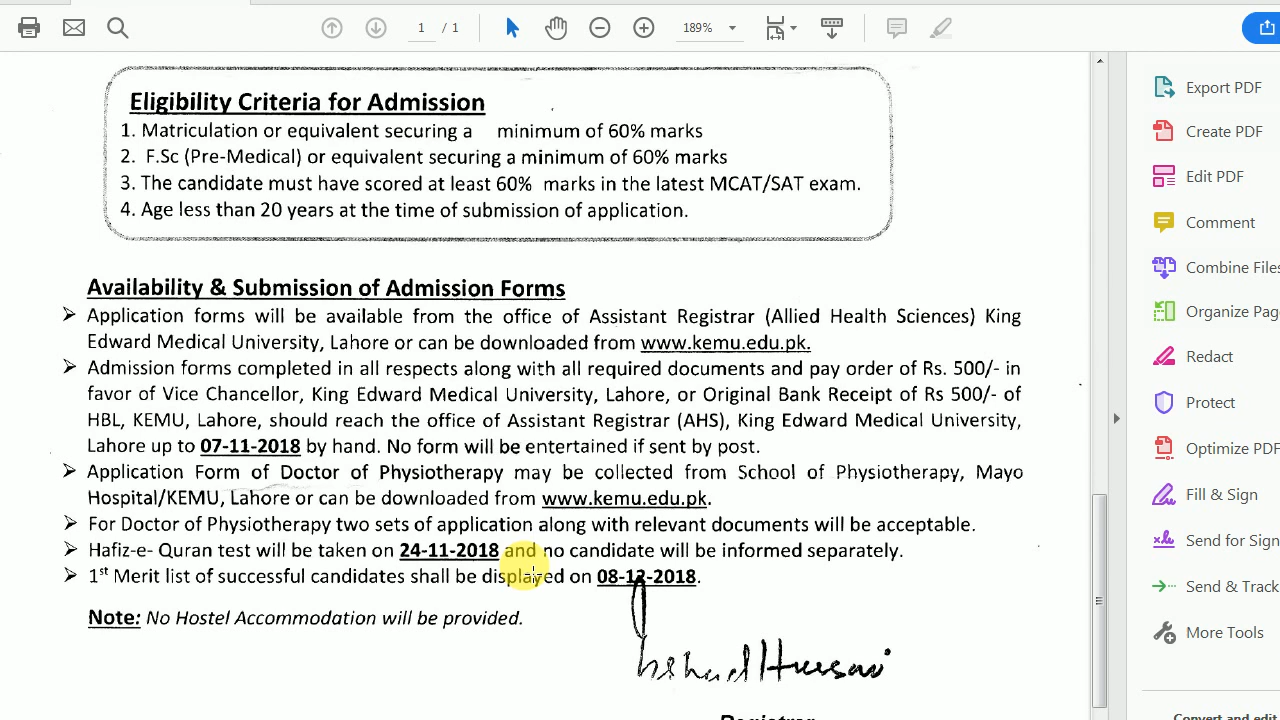 1 / 1
189%
Eligibility Criteria for Admission
1. Matriculation or equivalent securing a minimum of 60% marks
2. F.Sc (Pre-Medical) or equivalent securing a minimum of 60% marks
3. The candidate must have scored at least 60% marks in the latest MCAT/SAT exam.
4. Age less than 20 years at the time of submission of application.
Availability & Submission of Admission Forms
➢ Application forms will be available from the office of Assistant Registrar (Allied Health Sciences) King
Edward Medical University, Lahore or can be downloaded from www.kemu.edu.pk.
➢ Admission forms completed in all respects along with all required documents and pay order of Rs. 500/- in
favor of Vice Chancellor, King Edward Medical University, Lahore, or Original Bank Receipt of Rs 500/- of
HBL, KEMU, Lahore, should reach the office of Assistant Registrar (AHS), King Edward Medical University,
Lahore up to 07-11-2018 by hand. No form will be entertained if sent by post.
➢ Application Form of Doctor of Physiotherapy may be collected from School of Physiotherapy, Mayo
Hospital/KEMU, Lahore or can be downloaded from www.kemu.edu.pk.
➢ For Doctor of Physiotherapy two sets of application along with relevant documents will be acceptable.
➢ Hafiz-e- Quran test will be taken on 24-11-2018 and no candidate will be informed separately.
➢ 1st Merit list of successful candidates shall be displayed on 08-12-2018.
Note: No Hostel Accommodation will be provided.
Registrar
Export PDF
Create PDF
Edit PDF
Comment
Combine Files
Organize Pag
Redact
Protect
Optimize PDF
Fill & Sign
Send for Sign
Send & Track
More Tools
Convert and edit